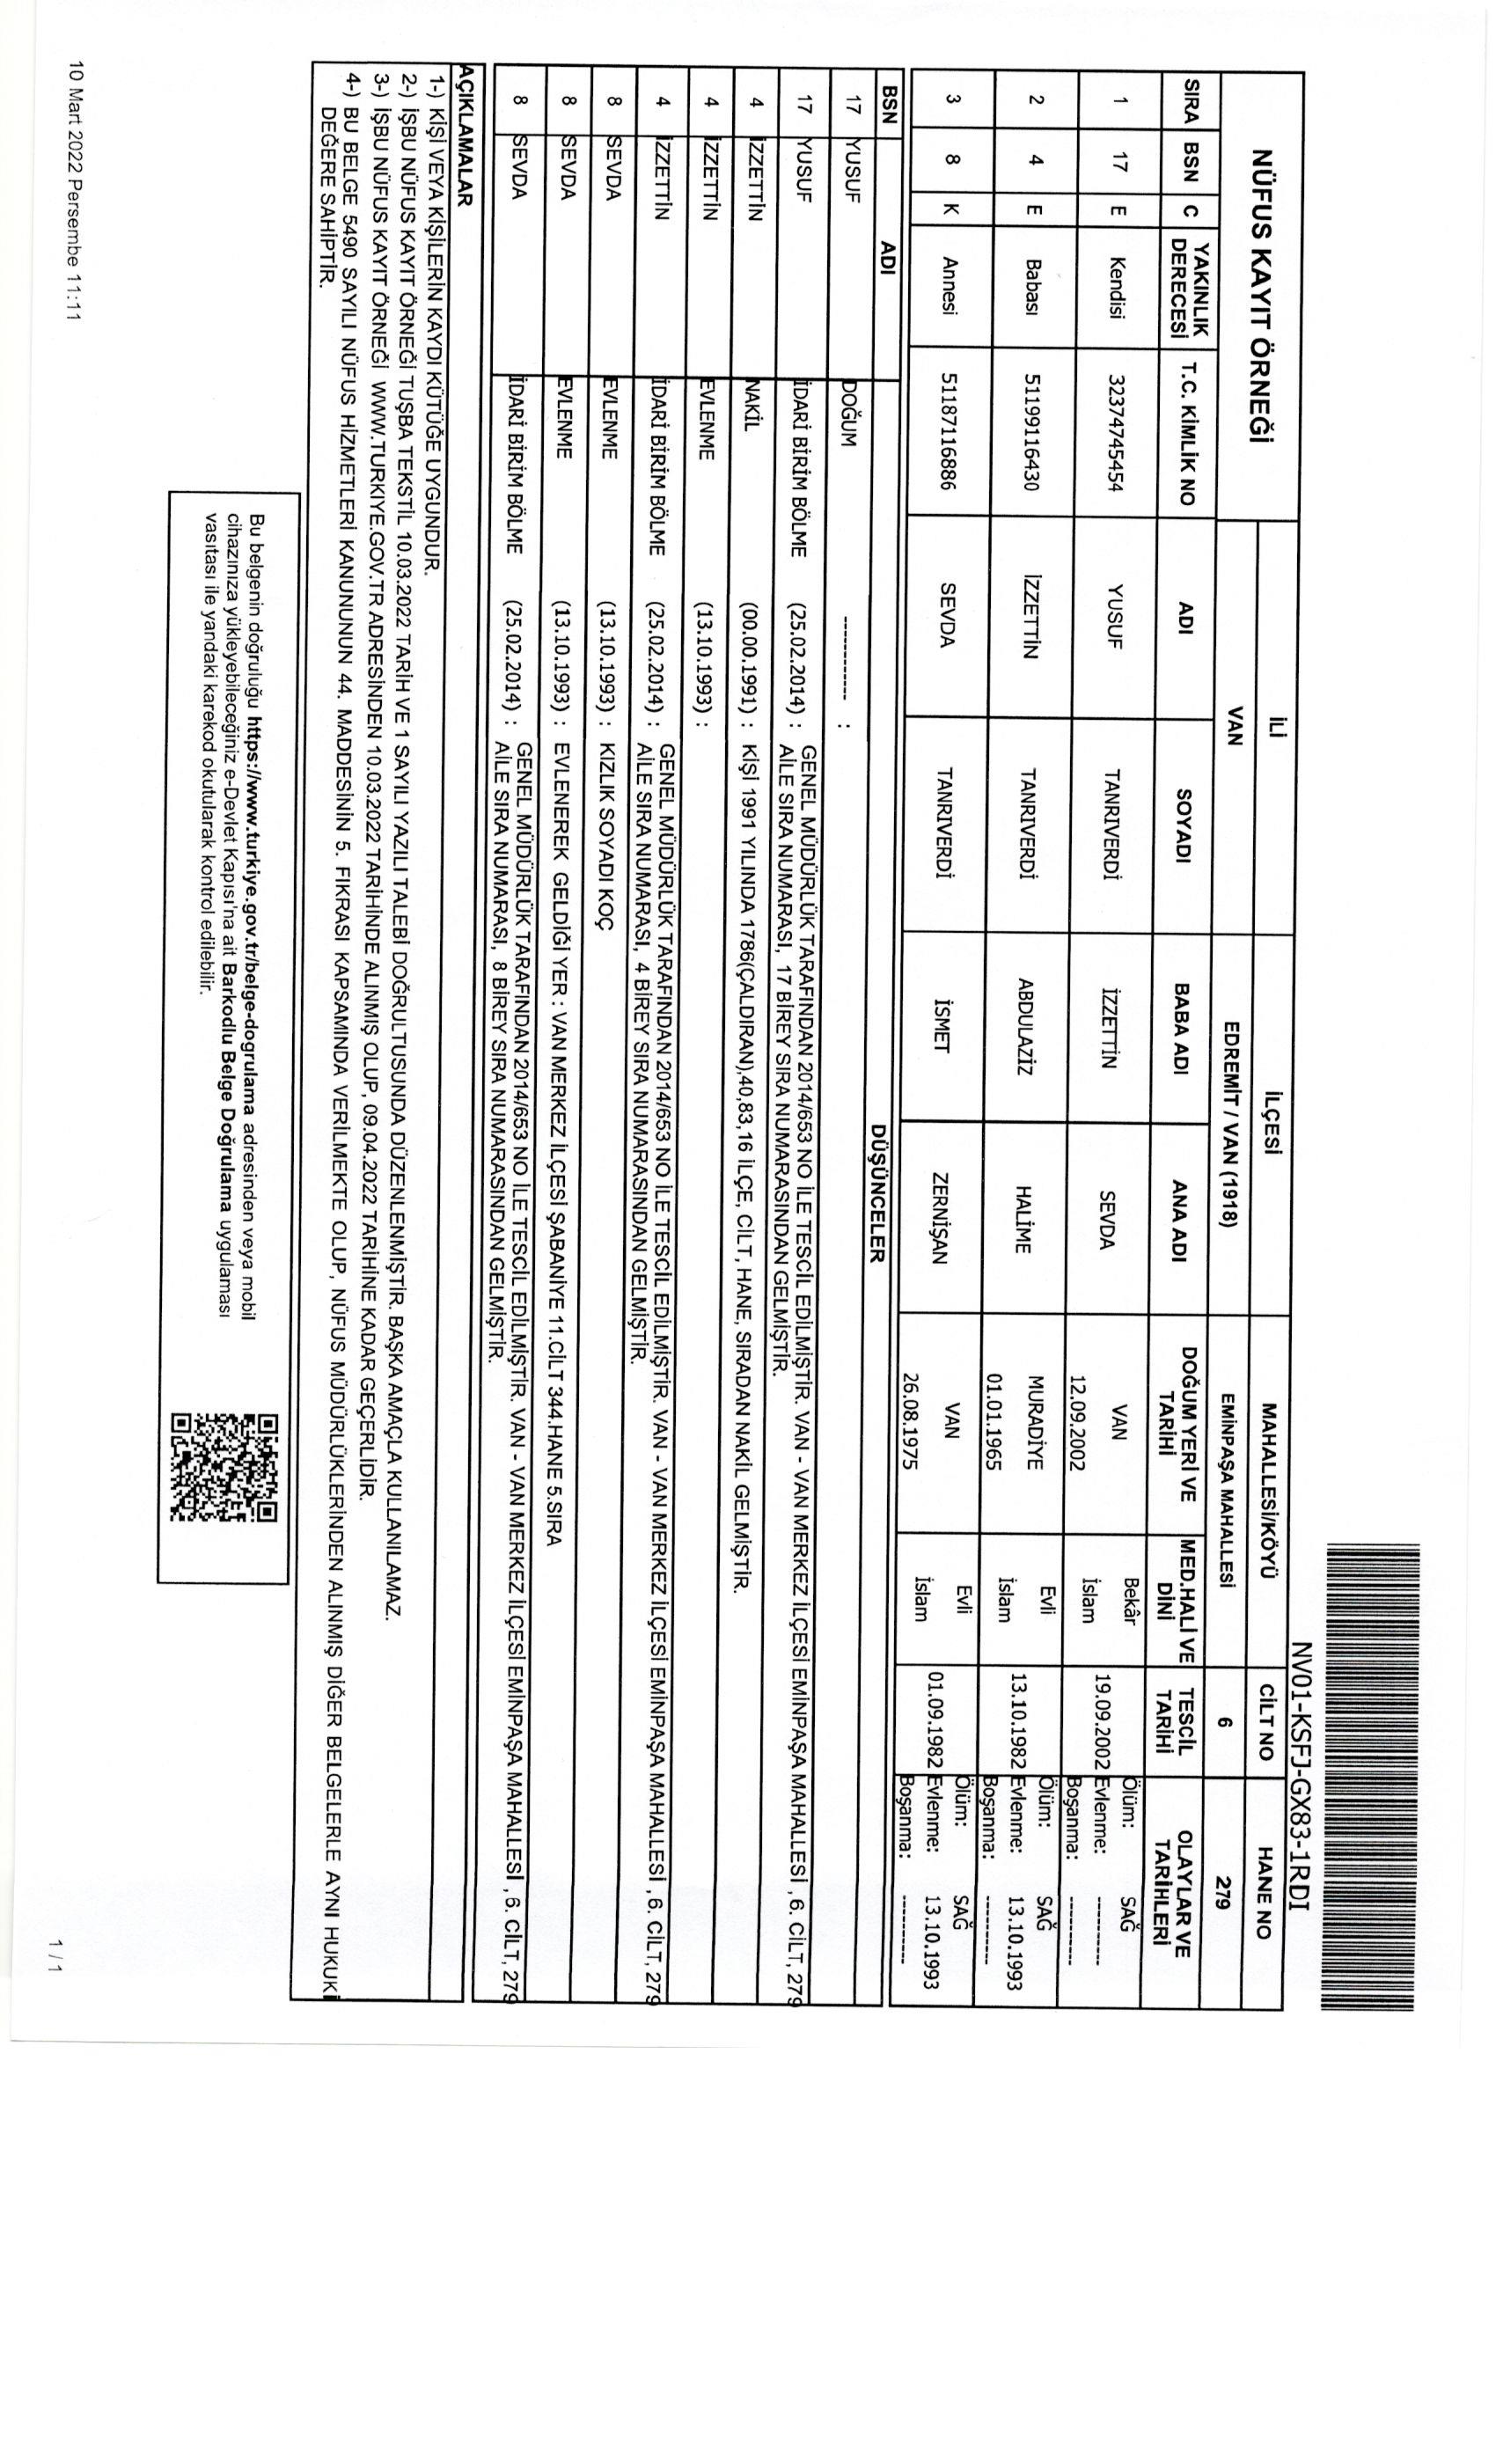 NV01-KSFJ-GX83-1RDI
NÜFUS KAYIT ÖRNEĞİ
İLİ İLÇESİ MAHALLESİ/KÖYÜ CİLT NO HANE NO
VAN EDREMİT / VAN (1918) EMİNPAŞA MAHALLESİ 6 279
SIRA BSN C YAKINLIK DERECESİ T.C. KİMLİK NO ADI SOYADI BABA ADI ANA ADI DOĞUM YERİ VE TARİHİ MED.HALİ VE DİNİ TESCİL TARİHİ OLAYLAR VE TARİHLERİ
1 17 E Kendisi 32374745454 YUSUF TANRIVERDİ İZZETTİN SEVDA VAN 12.09.2002 Bekâr İslam 19.09.2002 Ölüm: SAĞ Evlenme: ---------- Boşanma: ----------
2 4 E Babası 51199116430 İZZETTİN TANRIVERDİ ABDULAZİZ HALİME MURADİYE 01.01.1965 Evli İslam 13.10.1982 Ölüm: SAĞ Evlenme: 13.10.1993 Boşanma: ----------
3 8 K Annesi 51187116886 SEVDA TANRIVERDİ İSMET ZERNİŞAN VAN 26.08.1975 Evli İslam 01.09.1982 Ölüm: SAĞ Evlenme: 13.10.1993 Boşanma: ----------
BSN ADI DÜŞÜNCELER
17 YUSUF DOĞUM ----------- :
17 YUSUF İDARİ BİRİM BÖLME (25.02.2014) : GENEL MÜDÜRLÜK TARAFINDAN 2014/653 NO İLE TESCİL EDİLMİŞTİR. VAN - VAN MERKEZ İLÇESİ EMİNPAŞA MAHALLESİ , 6. CİLT, 279
AİLE SIRA NUMARASI, 17 BİREY SIRA NUMARASINDAN GELMİŞTİR.
4 İZZETTİN NAKİL (00.00.1991) : KİŞİ 1991 YILINDA 1786(ÇALDIRAN),40,83,16 İLÇE, CİLT, HANE, SIRADAN NAKİL GELMİŞTİR.
4 İZZETTİN EVLENME (13.10.1993) :
4 İZZETTİN İDARİ BİRİM BÖLME (25.02.2014) : GENEL MÜDÜRLÜK TARAFINDAN 2014/653 NO İLE TESCİL EDİLMİŞTİR. VAN - VAN MERKEZ İLÇESİ EMİNPAŞA MAHALLESİ , 6. CİLT, 279
AİLE SIRA NUMARASI, 4 BİREY SIRA NUMARASINDAN GELMİŞTİR.
8 SEVDA EVLENME (13.10.1993) : KIZLIK SOYADI KOÇ
8 SEVDA EVLENME (13.10.1993) : EVLENEREK GELDİĞİ YER : VAN MERKEZ İLÇESİ ŞABANİYE 11.CİLT 344.HANE 5.SIRA
8 SEVDA İDARİ BİRİM BÖLME (25.02.2014) : GENEL MÜDÜRLÜK TARAFINDAN 2014/653 NO İLE TESCİL EDİLMİŞTİR. VAN - VAN MERKEZ İLÇESİ EMİNPAŞA MAHALLESİ , 6. CİLT, 279
AİLE SIRA NUMARASI, 8 BİREY SIRA NUMARASINDAN GELMİŞTİR.
AÇIKLAMALAR
1-) KİŞİ VEYA KİŞİLERİN KAYDI KÜTÜĞE UYGUNDUR.
2-) İŞBU NÜFUS KAYIT ÖRNEĞİ TUŞBA TEKSTİL 10.03.2022 TARİH VE 1 SAYILI YAZILI TALEBİ DOĞRULTUSUNDA DÜZENLENMİŞTİR. BAŞKA AMAÇLA KULLANILAMAZ.
3-) İŞBU NÜFUS KAYIT ÖRNEĞİ WWW.TURKIYE.GOV.TR ADRESİNDEN 10.03.2022 TARİHİNDE ALINMIŞ OLUP, 09.04.2022 TARİHİNE KADAR GEÇERLİDİR.
4-) BU BELGE 5490 SAYILI NÜFUS HİZMETLERİ KANUNUNUN 44. MADDESİNİN 5. FIKRASI KAPSAMINDA VERİLMEKTE OLUP, NÜFUS MÜDÜRLÜKLERİNDEN ALINMIŞ DİĞER BELGELERLE AYNI HUKUKİ
DEĞERE SAHİPTİR.
Bu belgenin doğruluğu https://www.turkiye.gov.tr/belge-dogrulama adresinden veya mobil
cihazınıza yükleyebileceğiniz e-Devlet Kapısı'na ait Barkodlu Belge Doğrulama uygulaması
vasıtası ile yandaki karekod okutularak kontrol edilebilir.
10 Mart 2022 Persembe 11:11
1 / 1